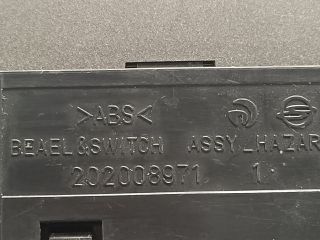 >ABS<
BEAEL&SWITCH ASSY_HAZAR
202008971 1